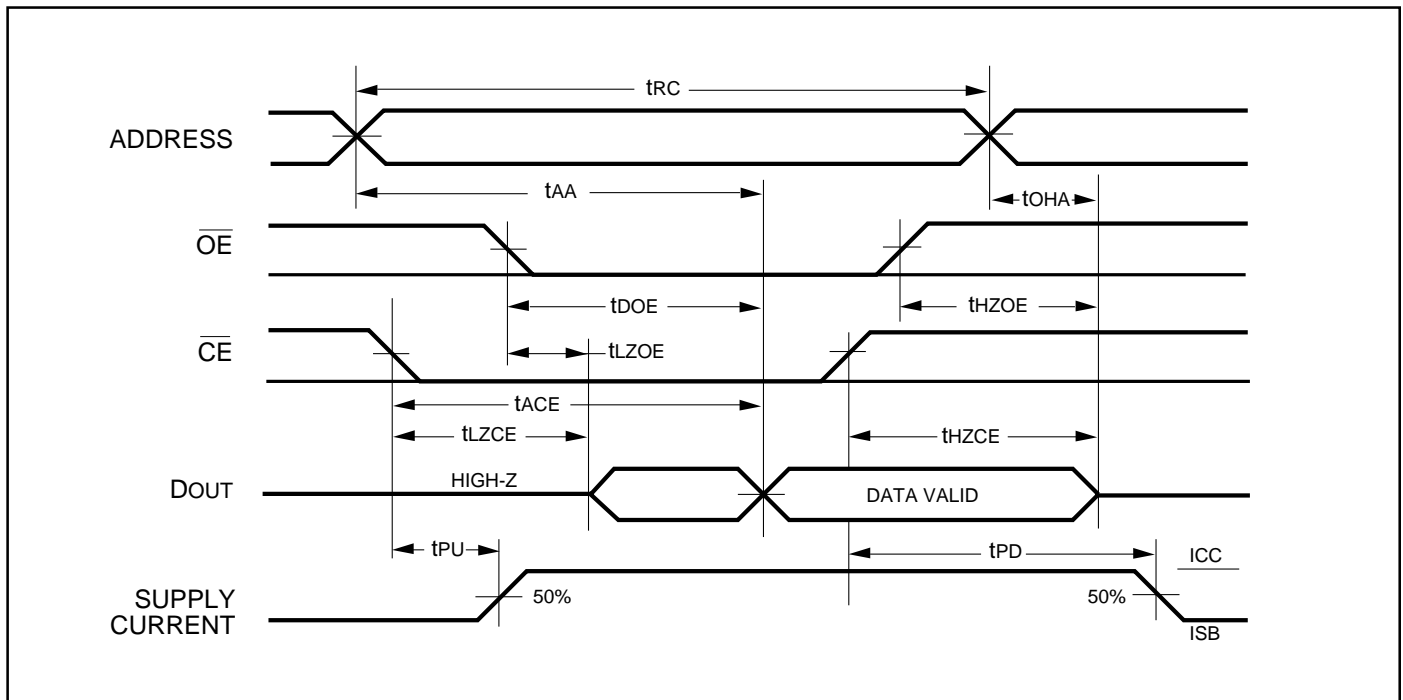 tRC
ADDRESS
tAA
tOHA
OE
tDOE
tHZOE
CE
tLZOE
tACE
tLZCE
tHZCE
HIGH-Z
DOUT
DATA VALID
tPU
tPD
ICC
50%
50%
SUPPLY
CURRENT
ISB